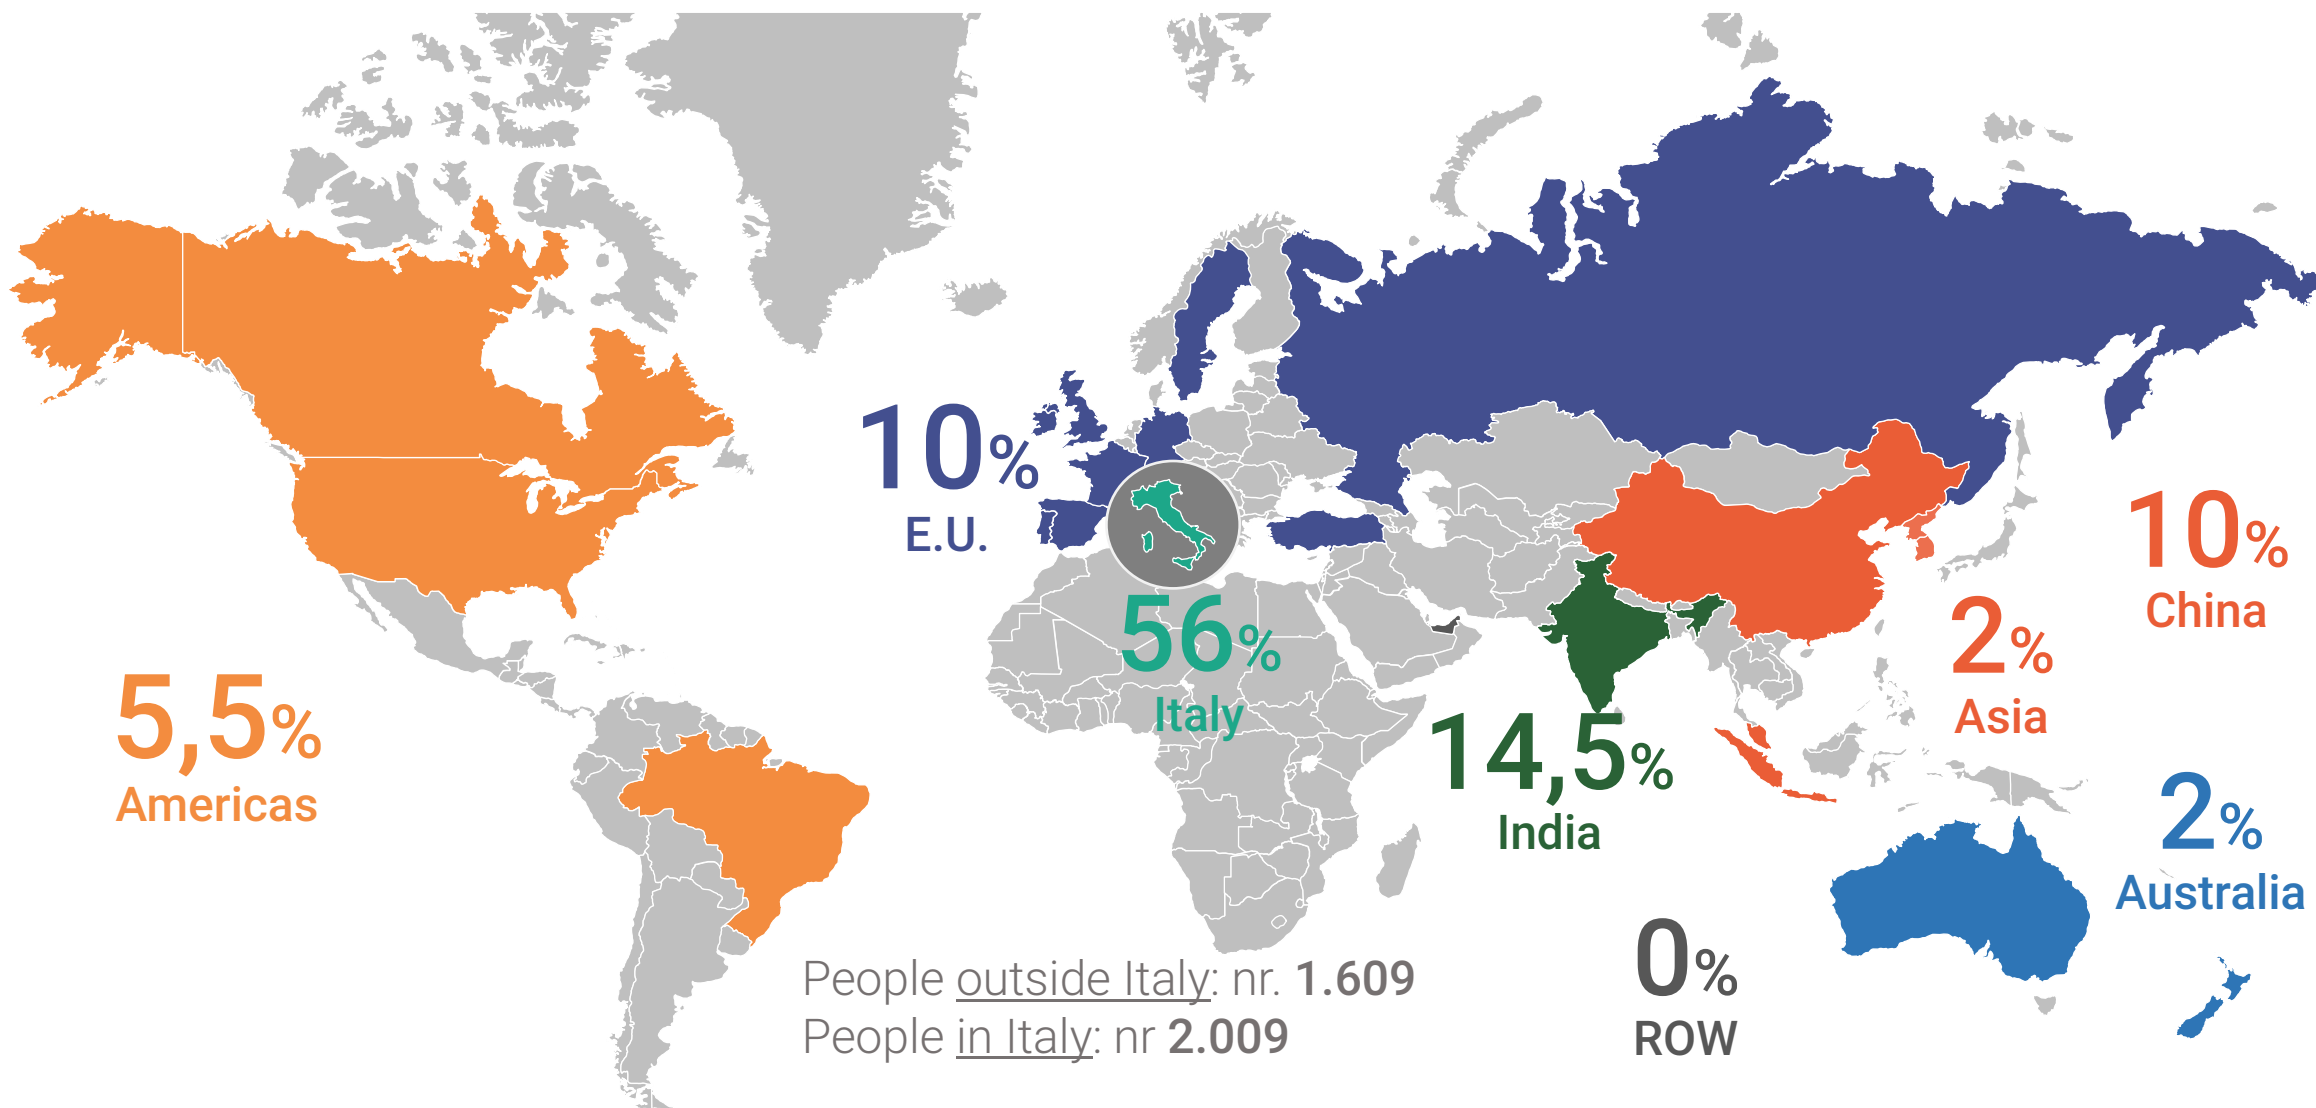 10%
E.U.
56%
Italy
5,5%
Americas
14,5%
India
10%
China
2%
Asia
2%
Australia
0%
ROW
People outside Italy: nr. 1.609
People in Italy: nr 2.009